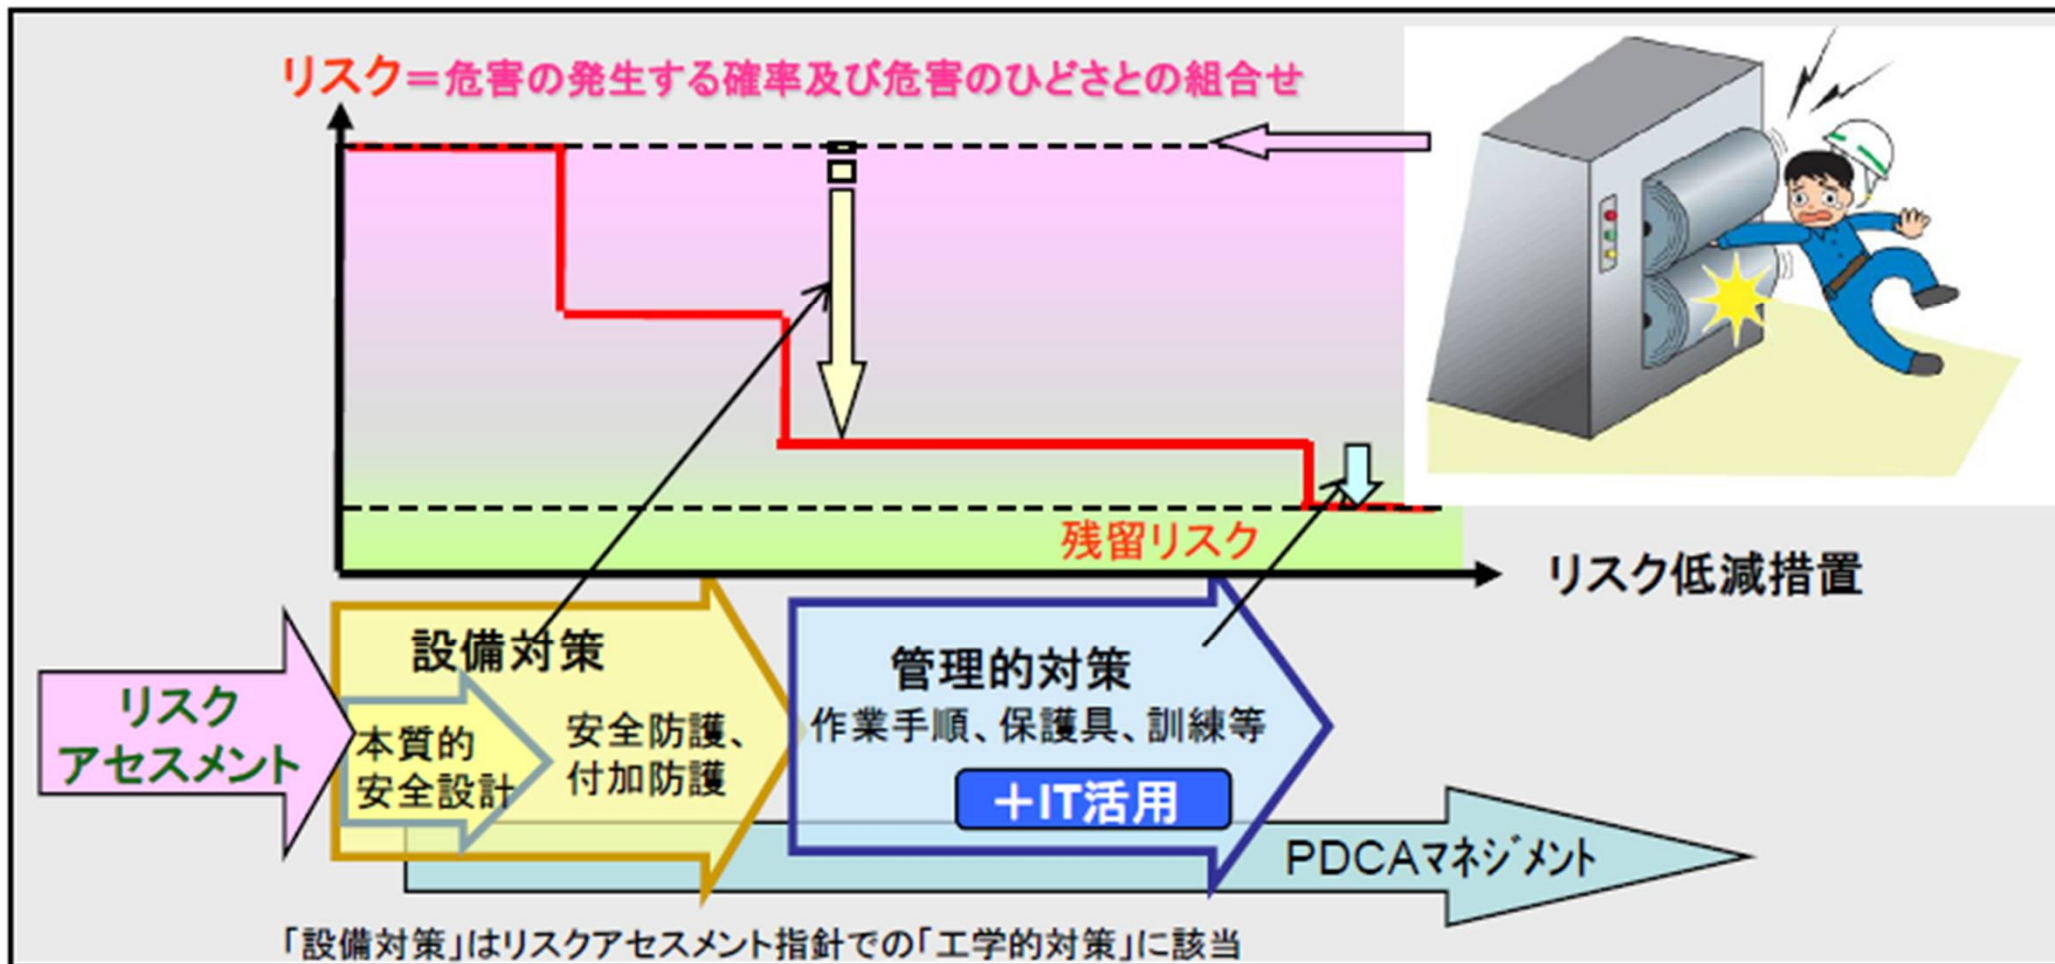 リスク＝危害の発生する確率及び危害のひどさとの組合せ
残留リスク
リスク低減措置
リスク
アセスメント
設備対策
本質的
安全設計
安全防護、
付加防護
管理的対策
作業手順、保護具、訓練等
＋IT活用
PDCAマネジメント
「設備対策」はリスクアセスメント指針での「工学的対策」に該当